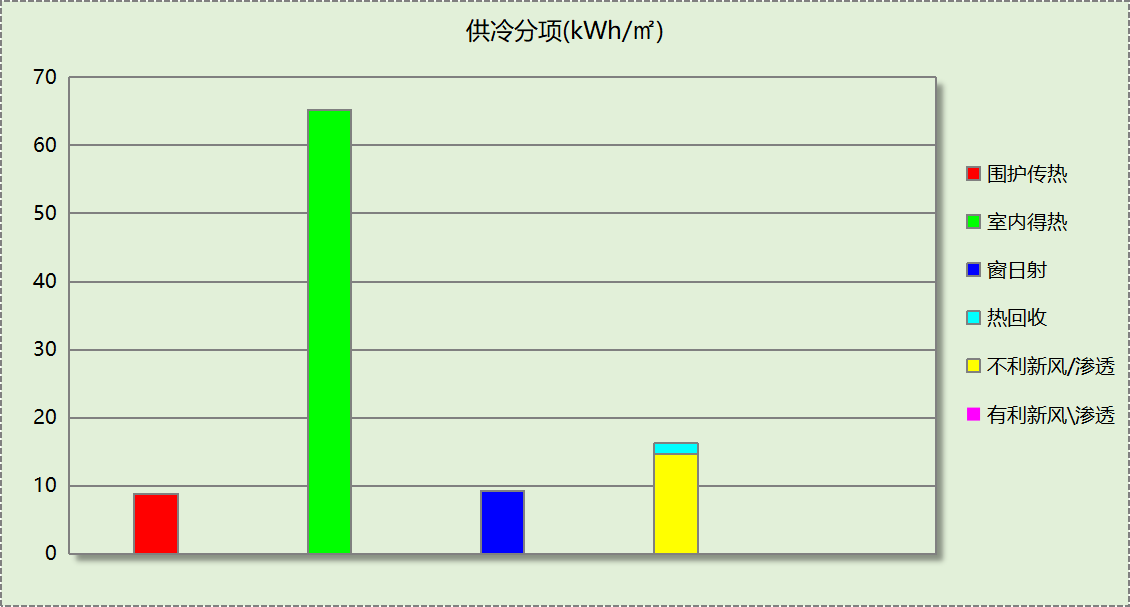 供冷分项(kWh/㎡)
70
60
50
40
30
20
10
0
围护传热
室内得热
窗日射
热回收
不利新风/渗透
有利新风\渗透